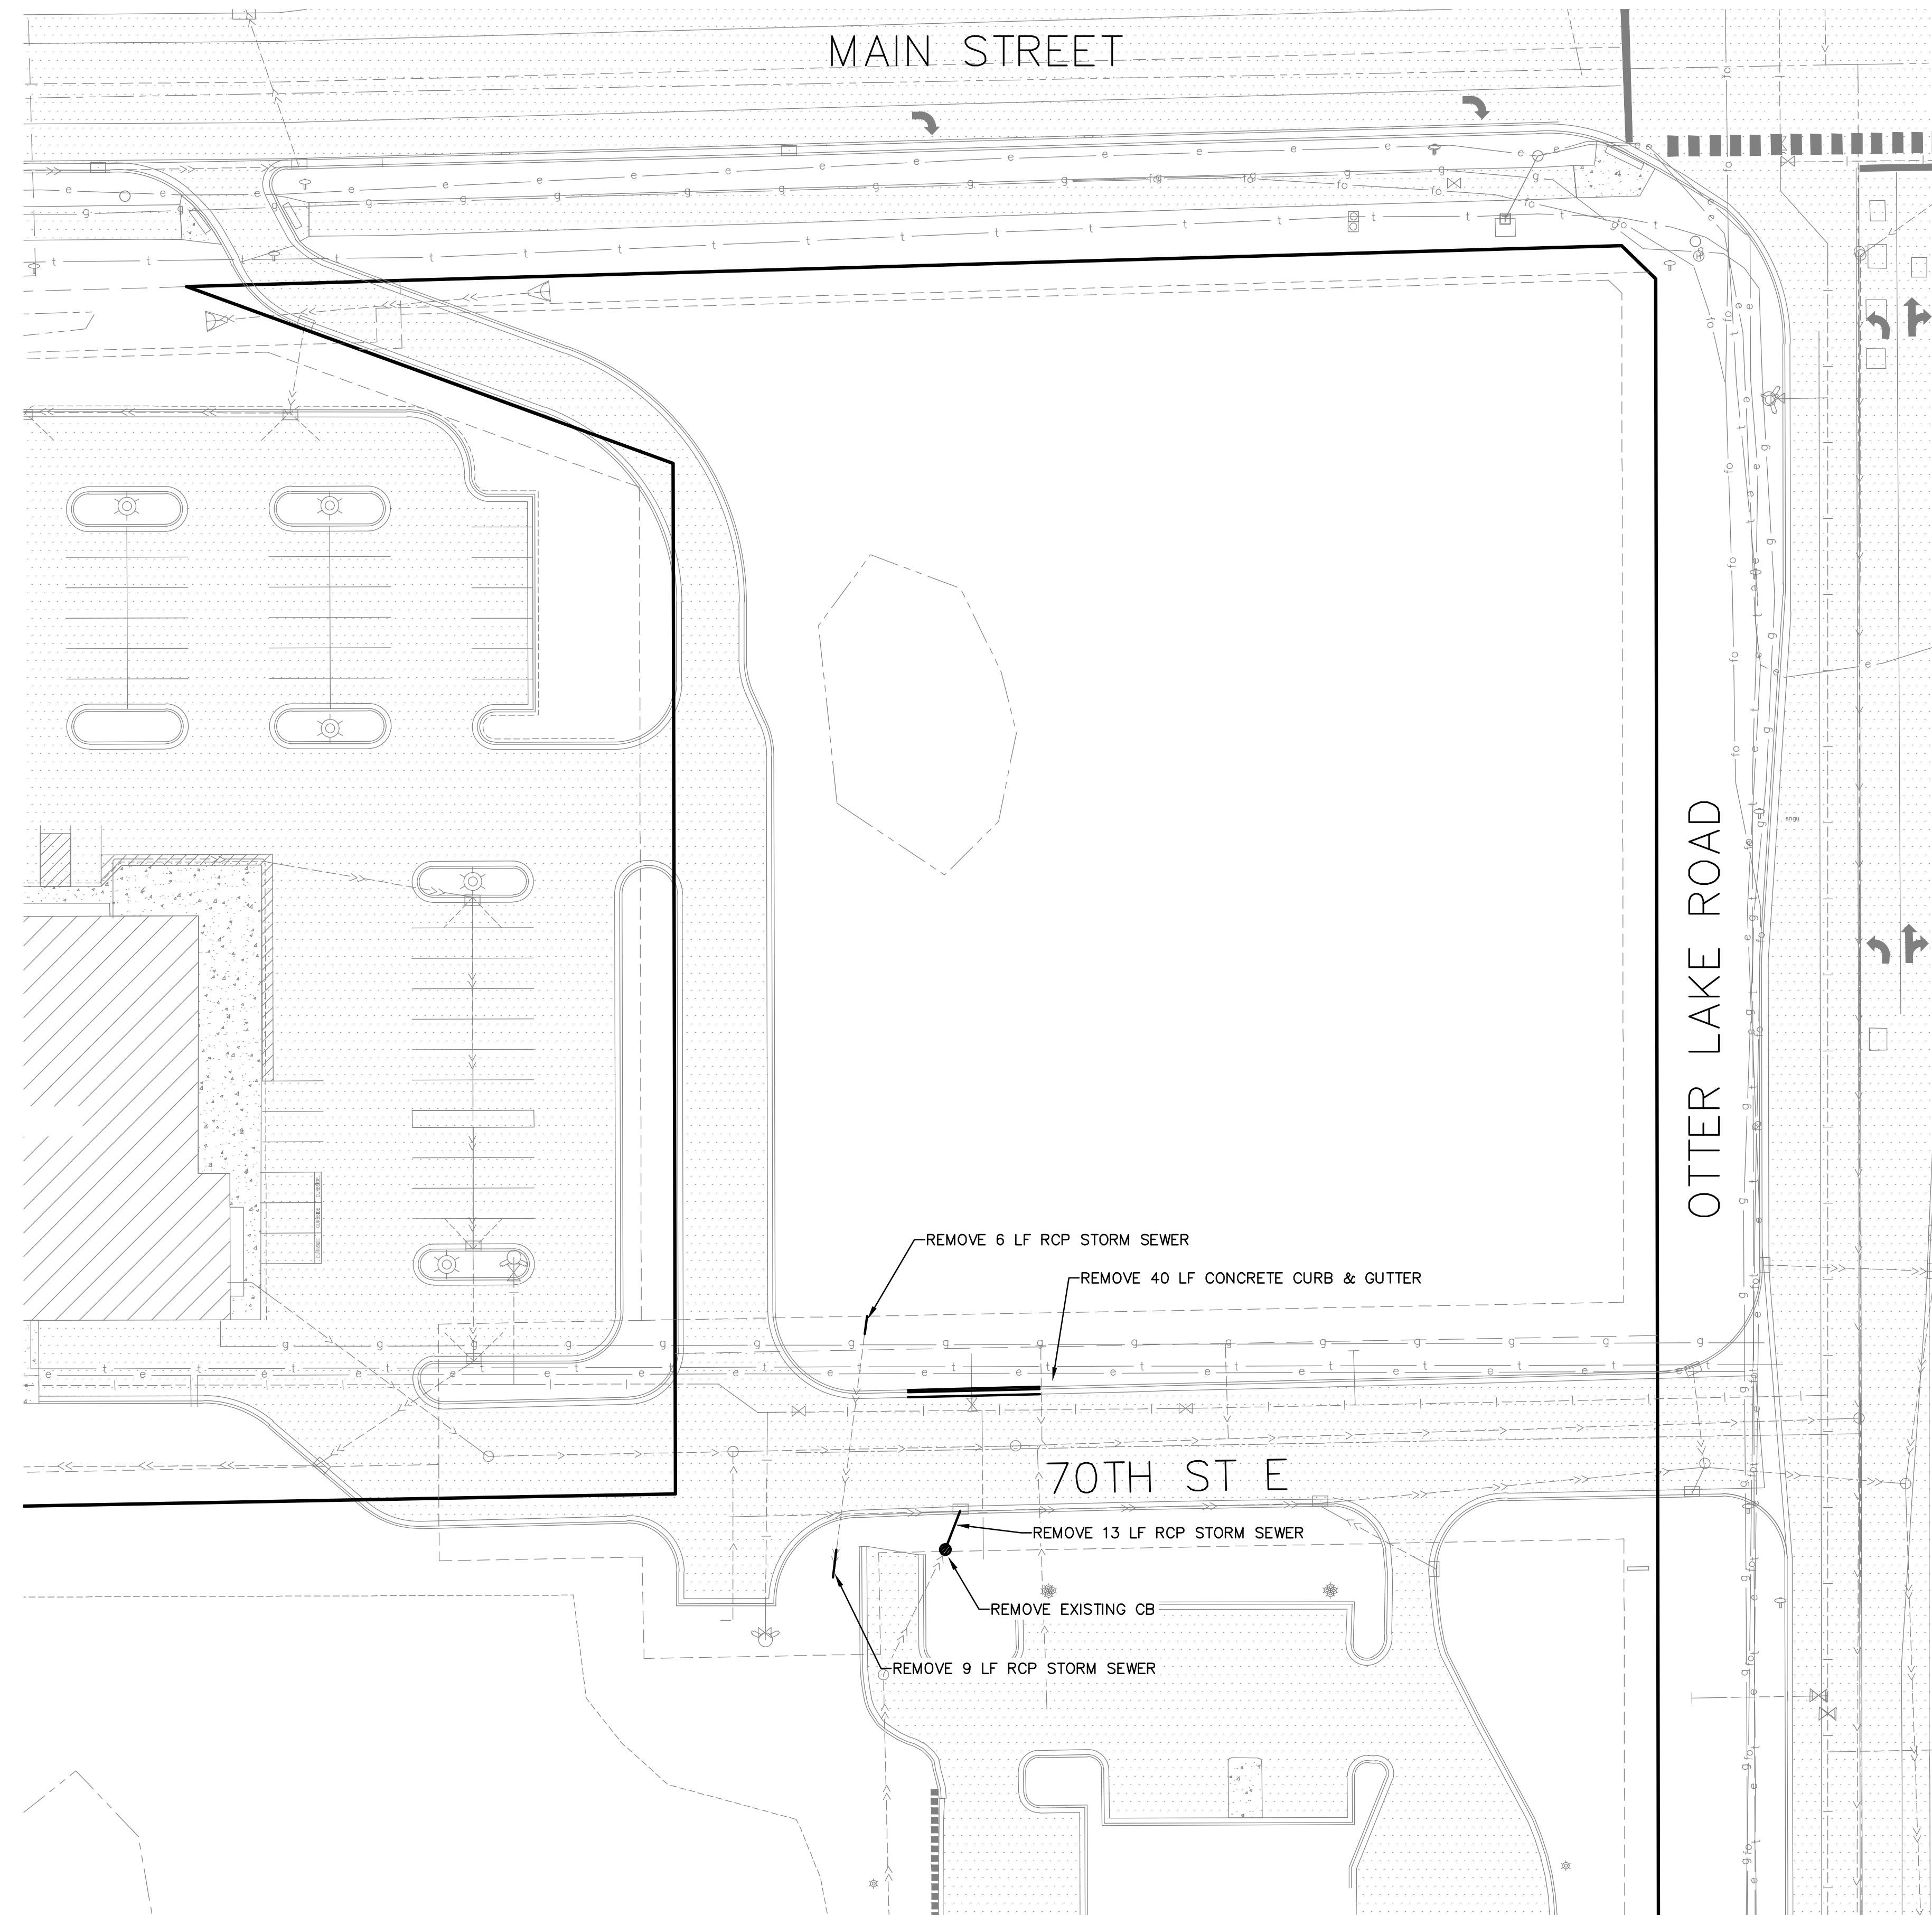 MAIN STREET
OTTER LAKE ROAD
REMOVE 6 LF RCP STORM SEWER
REMOVE 40 LF CONCRETE CURB & GUTTER
70TH ST E
REMOVE 13 LF RCP STORM SEWER
REMOVE EXISTING CB
REMOVE 9 LF RCP STORM SEWER